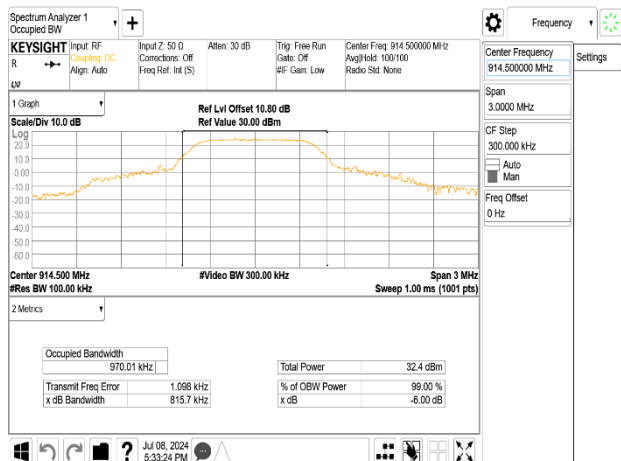 Spectrum Analyzer 1
Occupied BW
+
Frequency
KEYSIGHT
R
LXI
Input: RF
Coupling: DC
Align: Auto
Input Z: 50 Ω
Corrections: Off
Freq Ref: Int (S)
Atten: 30 dB
Trig: Free Run
Gate: Off
#IF Gain: Low
Center Freq: 914.500000 MHz
Avg|Hold: 100/100
Radio Std: None
Center Frequency
914.500000 MHz
Settings
Span
3.0000 MHz
CF Step
300.000 kHz
Auto
Man
Freq Offset
0 Hz
1 Graph
Scale/Div 10.0 dB
Ref Lvl Offset 10.80 dB
Ref Value 30.00 dBm
Log
20.0
10.0
0.00
-10.0
-20.0
-30.0
-40.0
-50.0
-60.0
Center 914.500 MHz
#Res BW 100.00 kHz
#Video BW 300.00 kHz
Span 3 MHz
Sweep 1.00 ms (1001 pts)
2 Metrics
Occupied Bandwidth
970.01 kHz
Transmit Freq Error 1.098 kHz
x dB Bandwidth 815.7 kHz
Total Power 32.4 dBm
% of OBW Power 99.00 %
x dB -6.00 dB
?
Jul 08, 2024
5:33:24 PM